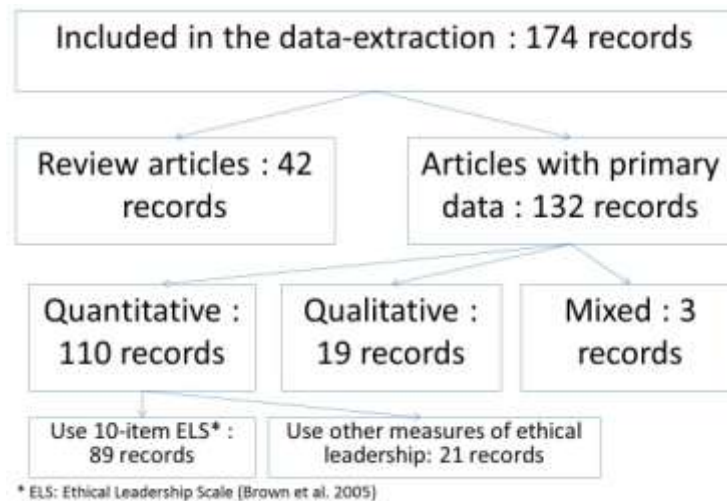 Included in the data-extraction : 174 records
Review articles : 42
records
Articles with primary
data : 132 records
Quantitative :
110 records
Qualitative :
19 records
Mixed : 3
records
Use 10-item ELS* :
89 records
Use other measures of ethical
leadership: 21 records
* ELS: Ethical Leadership Scale (Brown et al. 2005)